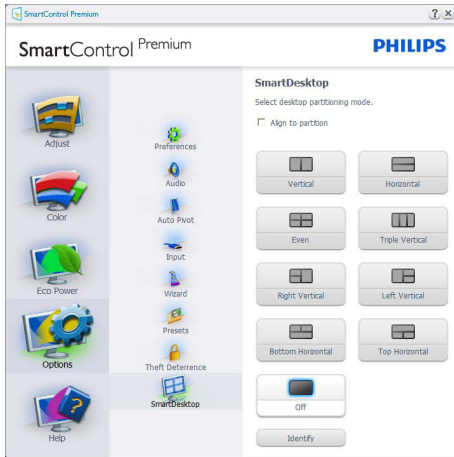 SmartControl Premium
? ×
SmartControl Premium
PHILIPS
Adjust
Color
Eco Power
Options
Help
Preferences
Audio
Auto Pivot
Input
Wizard
Presets
Theft Deterrence
SmartDesktop
SmartDesktop
Select desktop partitioning mode.
Align to partition
Vertical Horizontal
Even Triple Vertical
Right Vertical Left Vertical
Bottom Horizontal Top Horizontal
Off
Identify